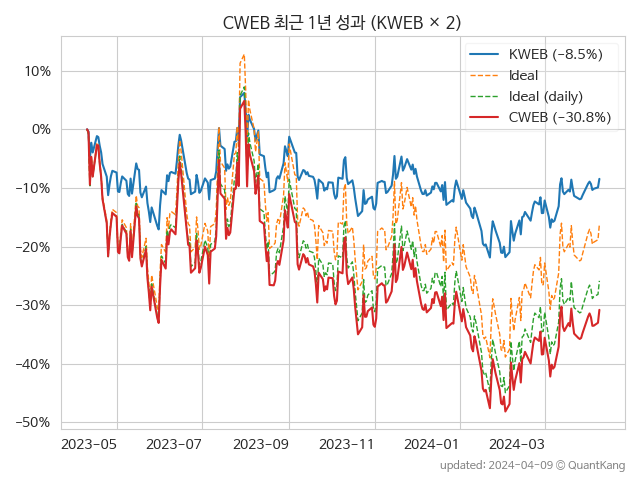 CWEB 최근 1년 성과 (KWEB × 2)
KWEB (−8.5%)
Ideal
Ideal (daily)
CWEB (−30.8%)
10%
0%
−10%
−20%
−30%
−40%
−50%
2023-05 2023-07 2023-09 2023-11 2024-01 2024-03
updated: 2024-04-09 © QuantKang